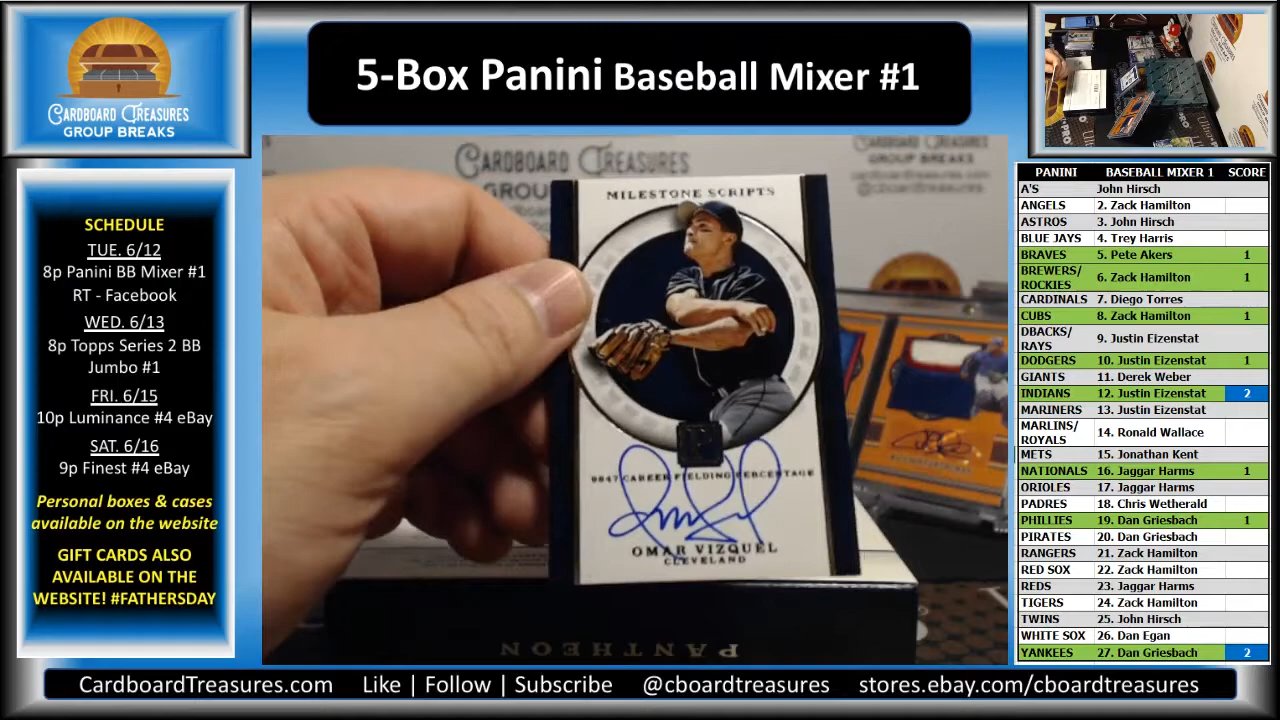 CARDBOARD TREASURES
GROUP BREAKS
5-Box Panini Baseball Mixer #1
SCHEDULE
TUE. 6/12
8p Panini BB Mixer #1
RT - Facebook
WED. 6/13
8p Topps Series 2 BB
Jumbo #1
FRI. 6/15
10p Luminance #4 eBay
SAT. 6/16
9p Finest #4 eBay
Personal boxes & cases
available on the website
GIFT CARDS ALSO
AVAILABLE ON THE
WEBSITE! #FATHERSDAY
CARDBOARD TREASURES
GROUP BREAKS
MILESTONE SCRIPTS
.9847 CAREER FIELDING PERCENTAGE
OMAR VIZQUEL
CLEVELAND
PANTHEON
PANINI BASEBALL MIXER 1 SCORE
A'S John Hirsch
ANGELS 2. Zack Hamilton
ASTROS 3. John Hirsch
BLUE JAYS 4. Trey Harris
BRAVES 5. Pete Akers 1
BREWERS/
ROCKIES 6. Zack Hamilton 1
CARDINALS 7. Diego Torres
CUBS 8. Zack Hamilton 1
DBACKS/
RAYS 9. Justin Eizenstat
DODGERS 10. Justin Eizenstat 1
GIANTS 11. Derek Weber
INDIANS 12. Justin Eizenstat 2
MARINERS 13. Justin Eizenstat
MARLINS/
ROYALS 14. Ronald Wallace
METS 15. Jonathan Kent
NATIONALS 16. Jaggar Harms 1
ORIOLES 17. Jaggar Harms
PADRES 18. Chris Wetherald
PHILLIES 19. Dan Griesbach 1
PIRATES 20. Dan Griesbach
RANGERS 21. Zack Hamilton
RED SOX 22. Zack Hamilton
REDS 23. Jaggar Harms
TIGERS 24. Zack Hamilton
TWINS 25. John Hirsch
WHITE SOX 26. Dan Egan
YANKEES 27. Dan Griesbach 2
CardboardTreasures.com Like | Follow | Subscribe @cboardtreasures stores.ebay.com/cboardtreasures